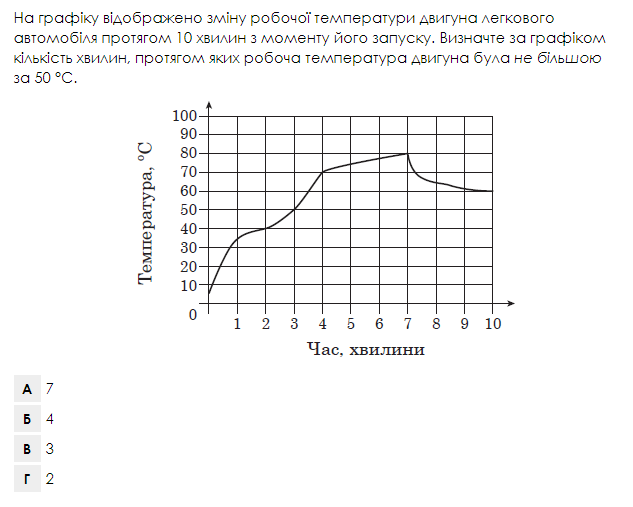 На графіку відображено зміну робочої температури двигуна легкового
автомобіля протягом 10 хвилин з моменту його запуску. Визначте за графіком
кількість хвилин, протягом яких робоча температура двигуна була не більшою
за 50 °C.
Температура, °C
100
90
80
70
60
50
40
30
20
10
0
1 2 3 4 5 6 7 8 9 10
Час, хвилини
А 7
Б 4
В 3
Г 2